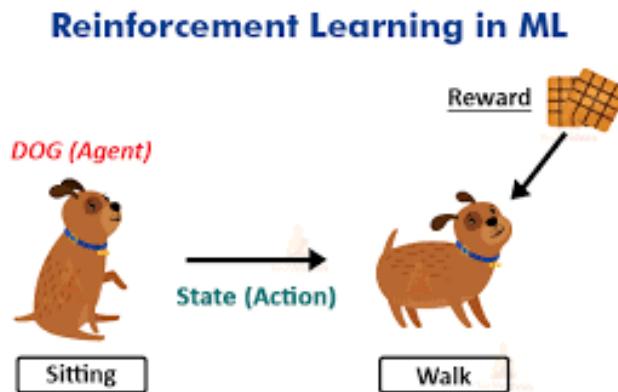 Reinforcement Learning in ML
Reward
DOG (Agent)
State (Action)
Sitting
Walk